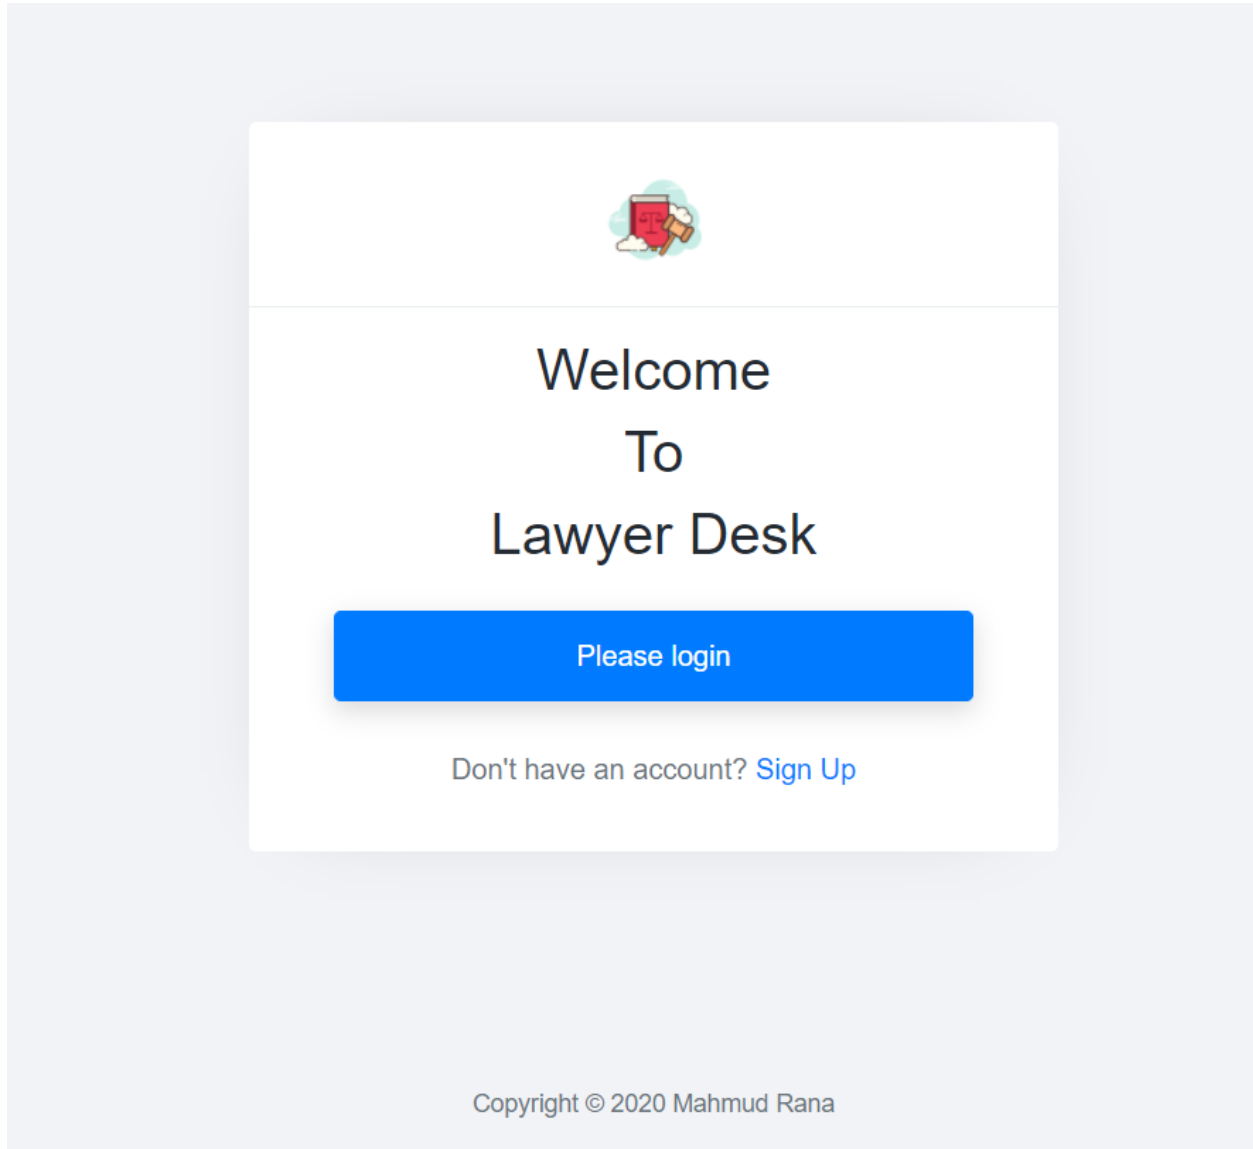 Welcome
To
Lawyer Desk
Please login
Don't have an account? Sign Up
Copyright © 2020 Mahmud Rana